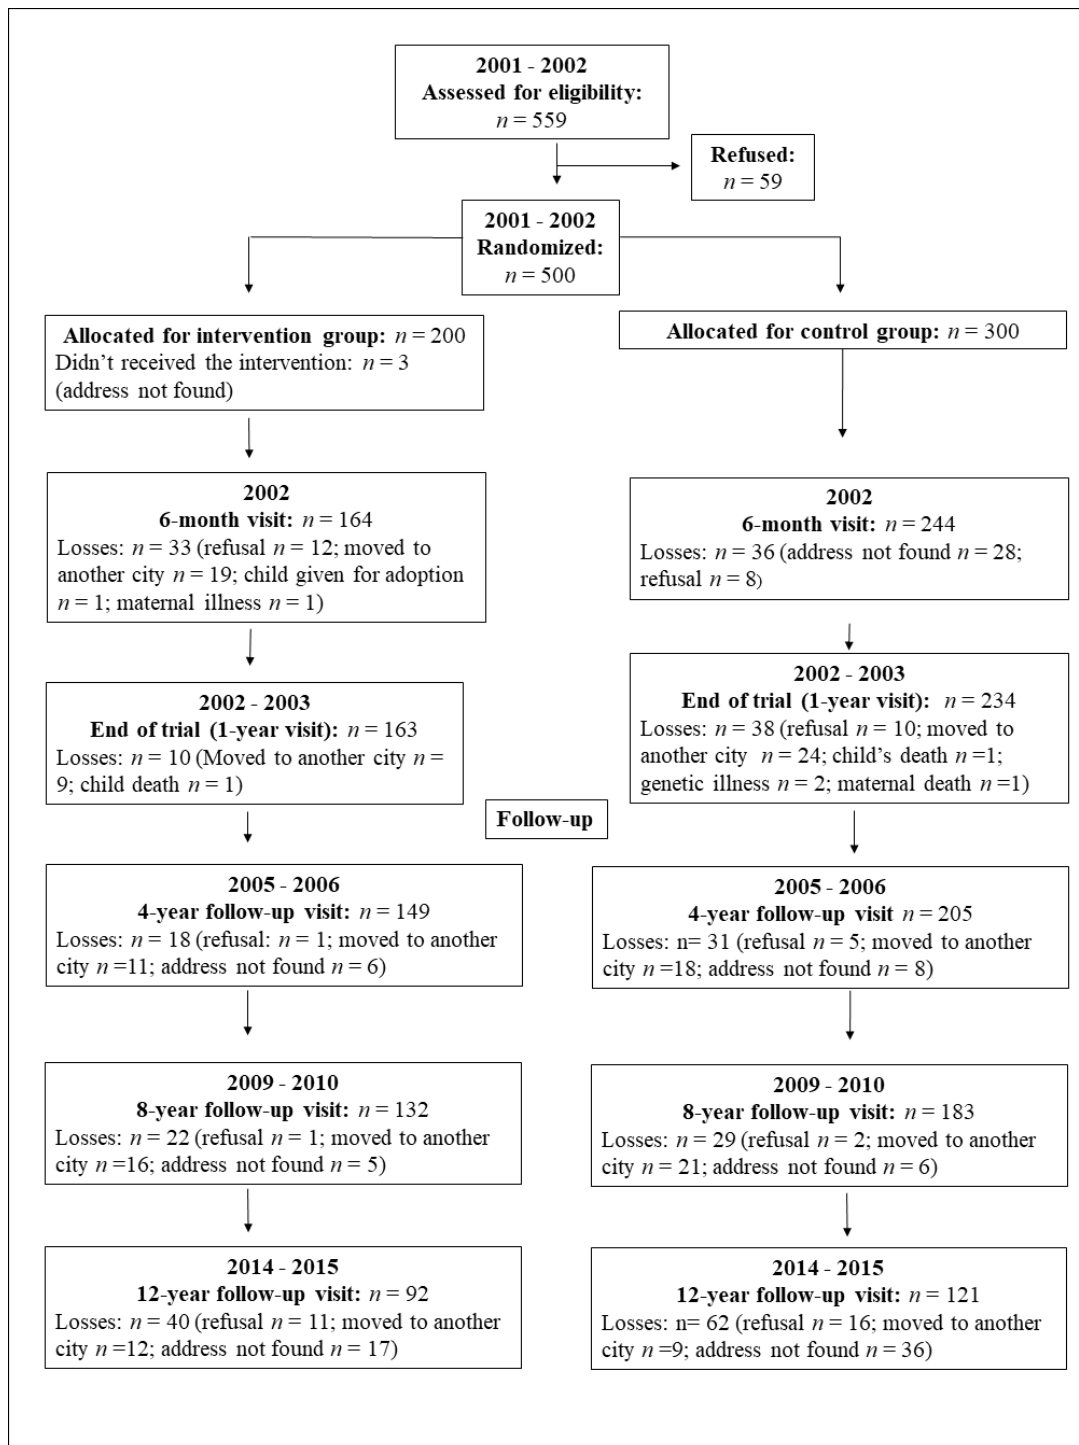 2001 - 2002
Assessed for eligibility:
n = 559
Refused:
n = 59
2001 - 2002
Randomized:
n = 500
Allocated for intervention group: n = 200
Didn't received the intervention: n = 3
(address not found)
Allocated for control group: n = 300
2002
6-month visit: n = 164
Losses: n = 33 (refusal n = 12; moved to
another city n = 19; child given for adoption
n = 1; maternal illness n = 1)
2002
6-month visit: n = 244
Losses: n = 36 (address not found n = 28;
refusal n = 8)
2002 - 2003
End of trial (1-year visit): n = 163
Losses: n = 10 (Moved to another city n =
9; child death n = 1)
2002 - 2003
End of trial (1-year visit): n = 234
Losses: n = 38 (refusal n = 10; moved to
another city n = 24; child's death n =1;
genetic illness n = 2; maternal death n =1)
Follow-up
2005 - 2006
4-year follow-up visit: n = 149
Losses: n = 18 (refusal: n = 1; moved to another
city n =11; address not found n = 6)
2005 - 2006
4-year follow-up visit n = 205
Losses: n= 31 (refusal n = 5; moved to another
city n =18; address not found n = 8)
2009 - 2010
8-year follow-up visit: n = 132
Losses: n = 22 (refusal n = 1; moved to another
city n =16; address not found n = 5)
2009 - 2010
8-year follow-up visit: n = 183
Losses: n = 29 (refusal n = 2; moved to another
city n = 21; address not found n = 6)
2014 - 2015
12-year follow-up visit: n = 92
Losses: n = 40 (refusal n = 11; moved to another
city n =12; address not found n = 17)
2014 - 2015
12-year follow-up visit: n = 121
Losses: n= 62 (refusal n = 16; moved to another
city n =9; address not found n = 36)